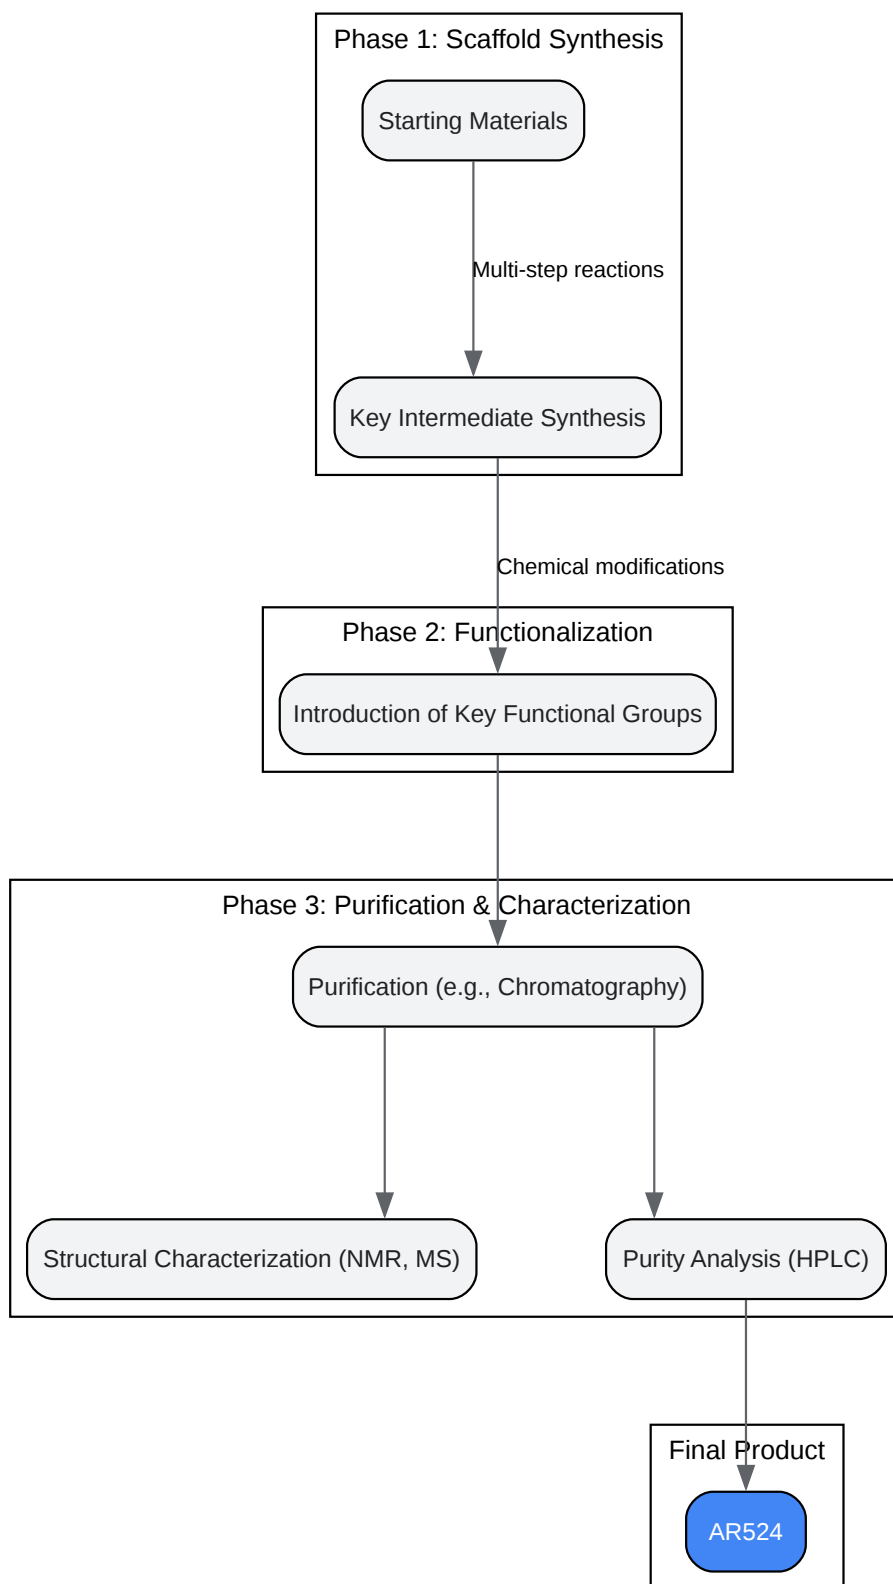 Phase 1: Scaffold Synthesis
Starting Materials
Multi-step reactions
Key Intermediate Synthesis
Chemical modifications
Phase 2: Functionalization
Introduction of Key Functional Groups
Phase 3: Purification & Characterization
Purification (e.g., Chromatography)
Structural Characterization (NMR, MS)
Purity Analysis (HPLC)
Final Product
AR524